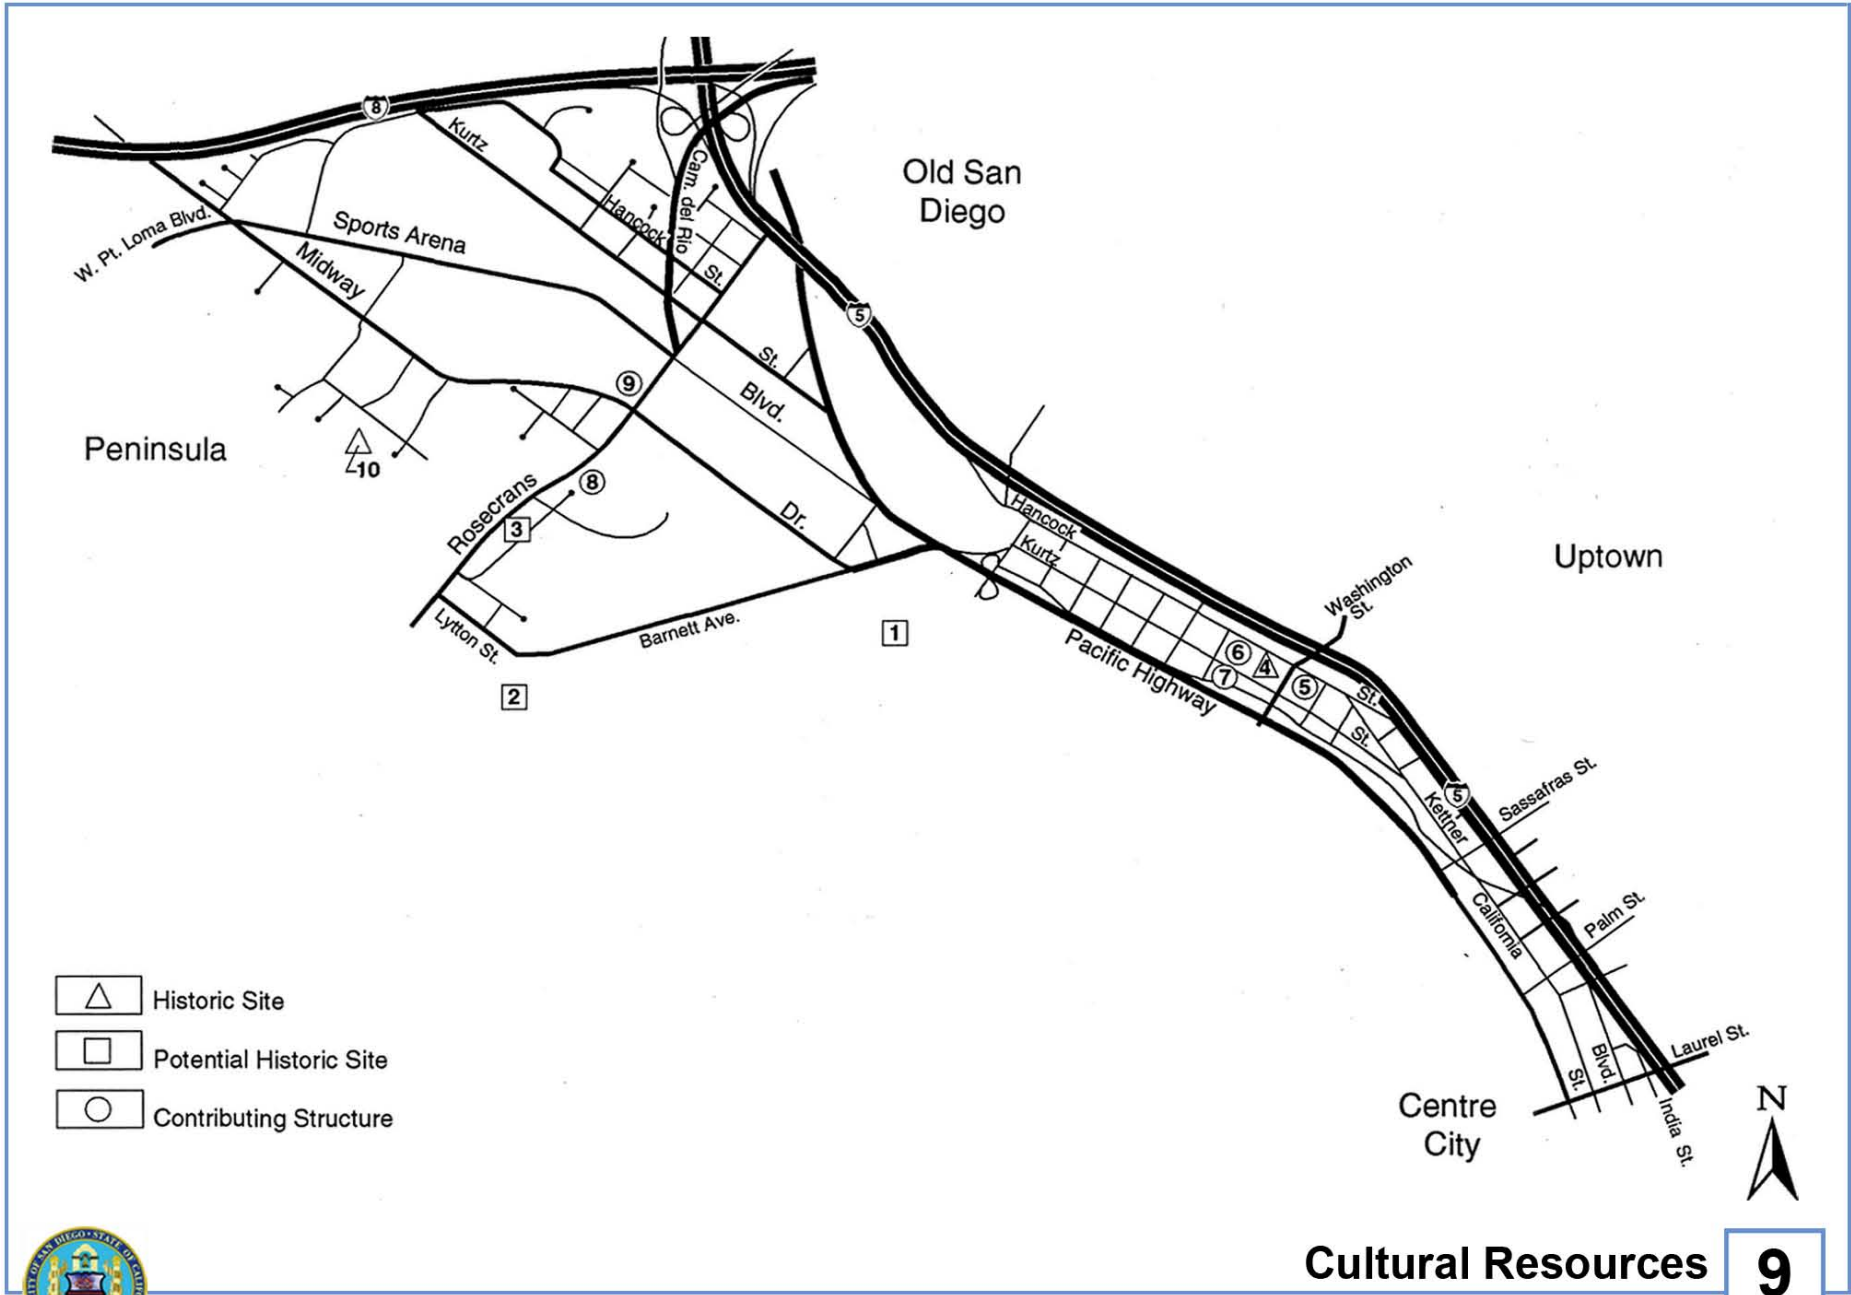 8
Kurtz
Cam. del Rio
Old San
Diego
Hancock
St.
W. Pt. Loma Blvd.
Sports Arena
Midway
5
St.
9
Blvd.
Peninsula
10
8
Rosecrans
3
Dr.
Hancock
Kurtz
Uptown
Washington
St.
Lytton St.
Barnett Ave.
1
2
Pacific Highway
6
4
7
5
St.
St.
5
Kettner
Sassafras St.
California
Palm St.
Laurel St.
Blvd.
St.
India St.
Centre
City
N
Historic Site
Potential Historic Site
Contributing Structure
Cultural Resources
9